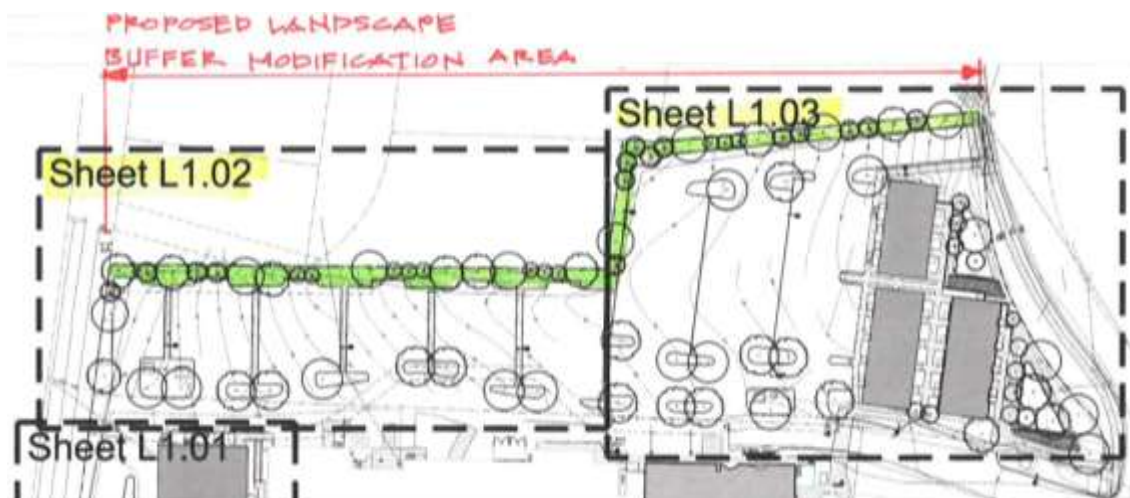 PROPOSED LANDSCAPE
BUFFER MODIFICATION AREA
Sheet L1.03
Sheet L1.02
Sheet L1.01